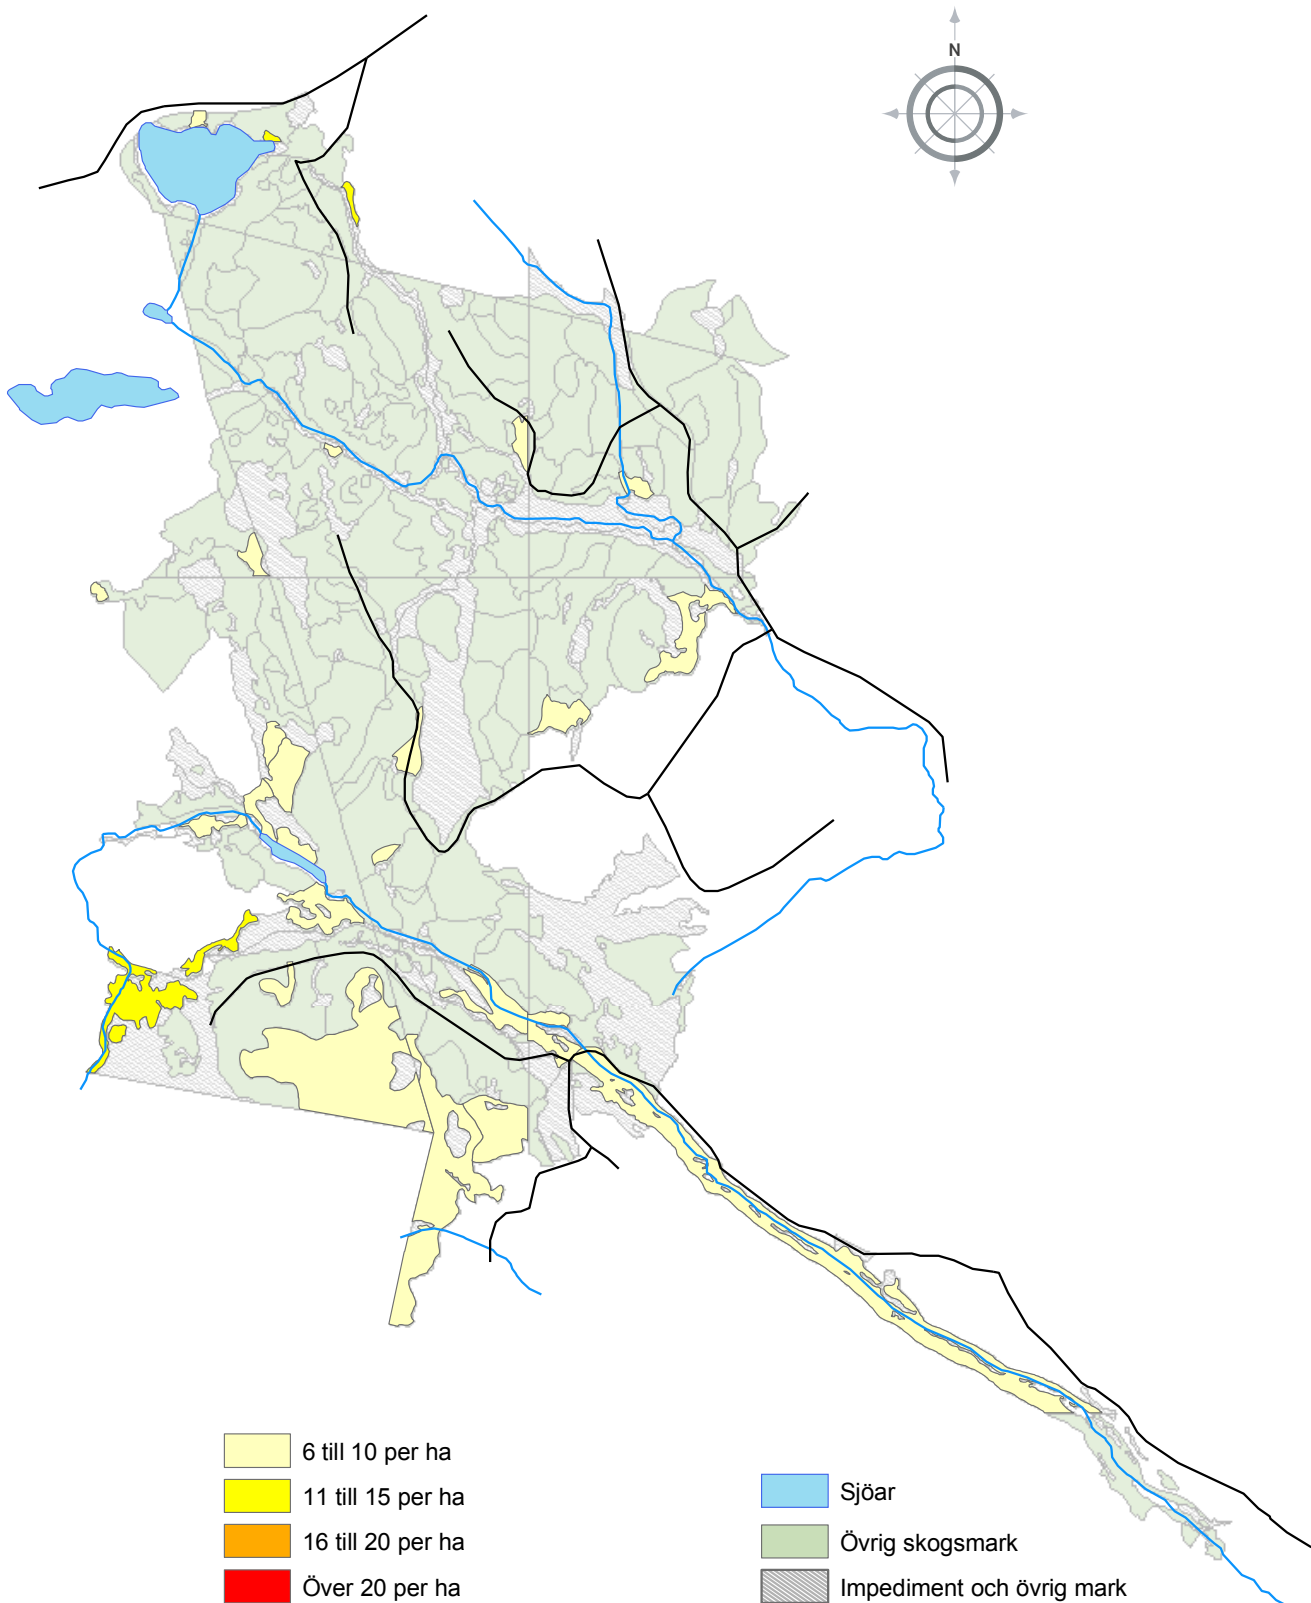 N
6 till 10 per ha
11 till 15 per ha
16 till 20 per ha
Över 20 per ha
Sjöar
Övrig skogsmark
Impediment och övrig mark